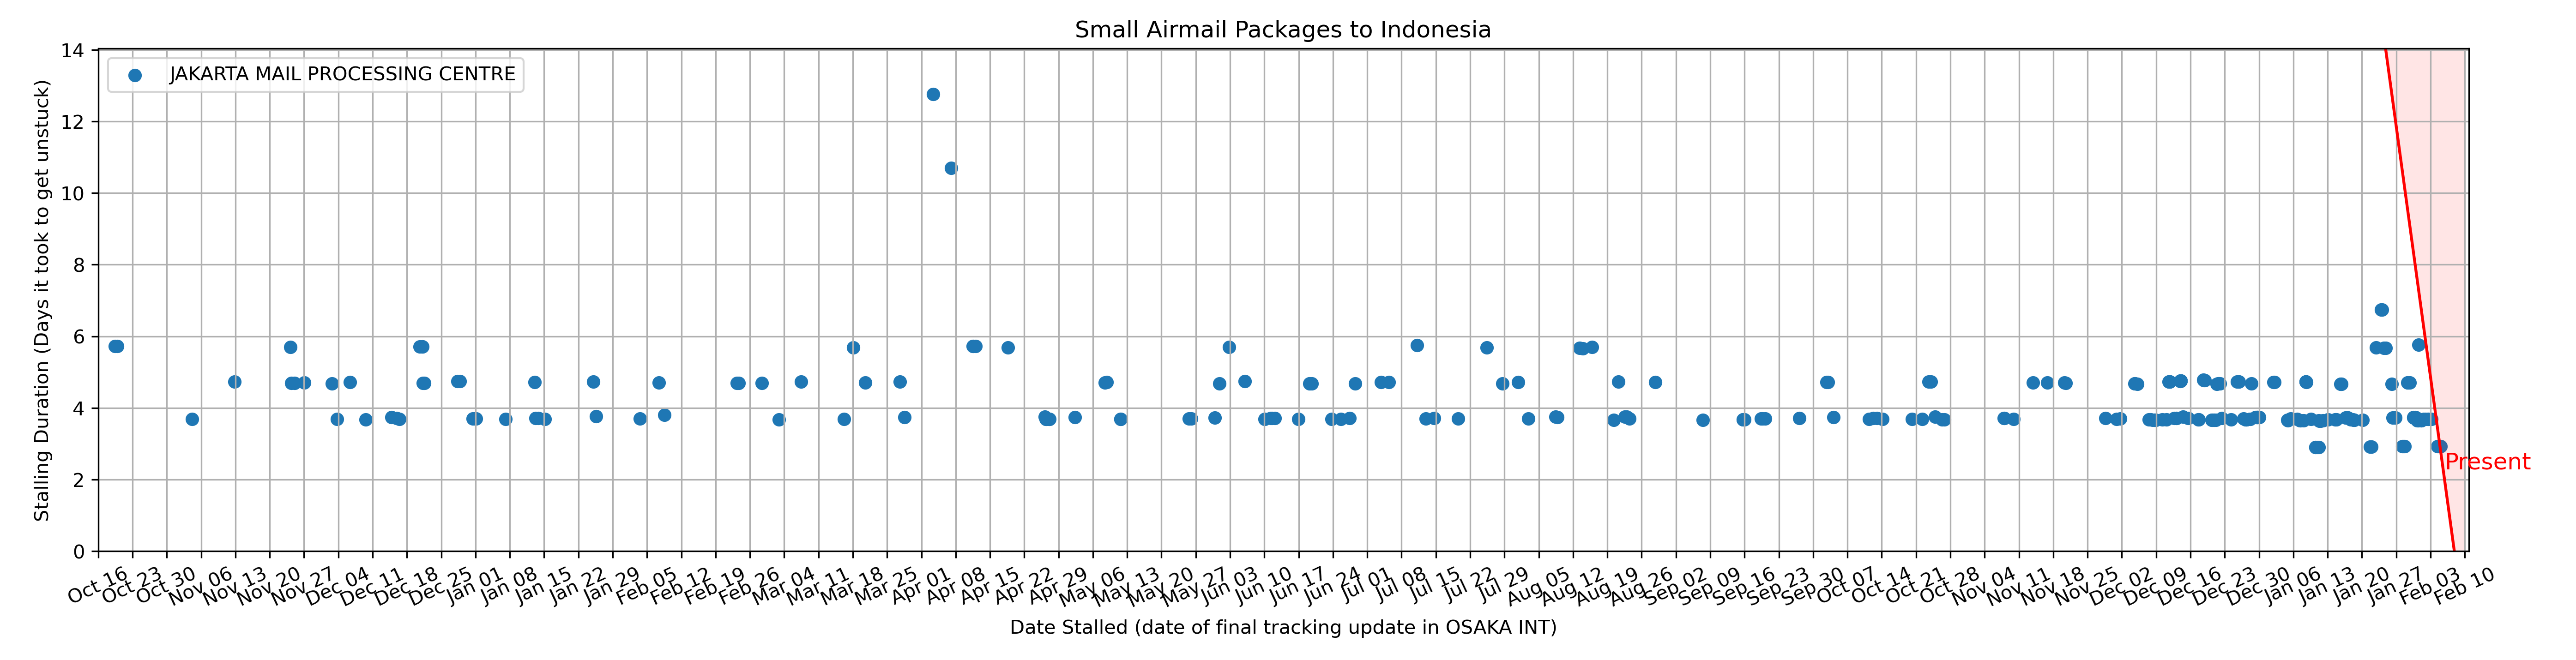 Small Airmail Packages to Indonesia
JAKARTA MAIL PROCESSING CENTRE
Stalling Duration (Days it took to get unstuck)
14
12
10
8
6
4
2
0
Present
Oct 16 Oct 23 Oct 30 Nov 06 Nov 13 Nov 20 Nov 27 Dec 04 Dec 11 Dec 18 Dec 25 Jan 01 Jan 08 Jan 15 Jan 22 Jan 29 Feb 05 Feb 12 Feb 19 Feb 26 Mar 04 Mar 11 Mar 18 Mar 25 Apr 01 Apr 08 Apr 15 Apr 22 Apr 29 May 06 May 13 May 20 May 27 Jun 03 Jun 10 Jun 17 Jun 24 Jul 01 Jul 08 Jul 15 Jul 22 Jul 29 Aug 05 Aug 12 Aug 19 Aug 26 Sep 02 Sep 09 Sep 16 Sep 23 Sep 30 Oct 07 Oct 14 Oct 21 Oct 28 Nov 04 Nov 11 Nov 18 Nov 25 Dec 02 Dec 09 Dec 16 Dec 23 Dec 30 Jan 06 Jan 13 Jan 20 Jan 27 Feb 03 Feb 10
Date Stalled (date of final tracking update in OSAKA INT)